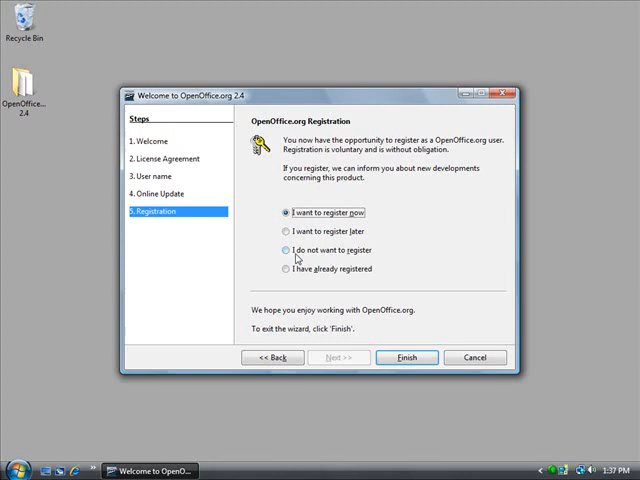 Recycle Bin
OpenOffice...
2.4
Welcome to OpenOffice.org 2.4
Steps
1. Welcome
2. License Agreement
3. User name
4. Online Update
5. Registration
OpenOffice.org Registration
You now have the opportunity to register as a OpenOffice.org user.
Registration is voluntary and is without obligation.
If you register, we can inform you about new developments
concerning this product.
I want to register now
I want to register later
I do not want to register
I have already registered
We hope you enjoy working with OpenOffice.org.
To exit the wizard, click 'Finish'.
<< Back
Next >>
Finish
Cancel
Welcome to OpenO...
1:37 PM